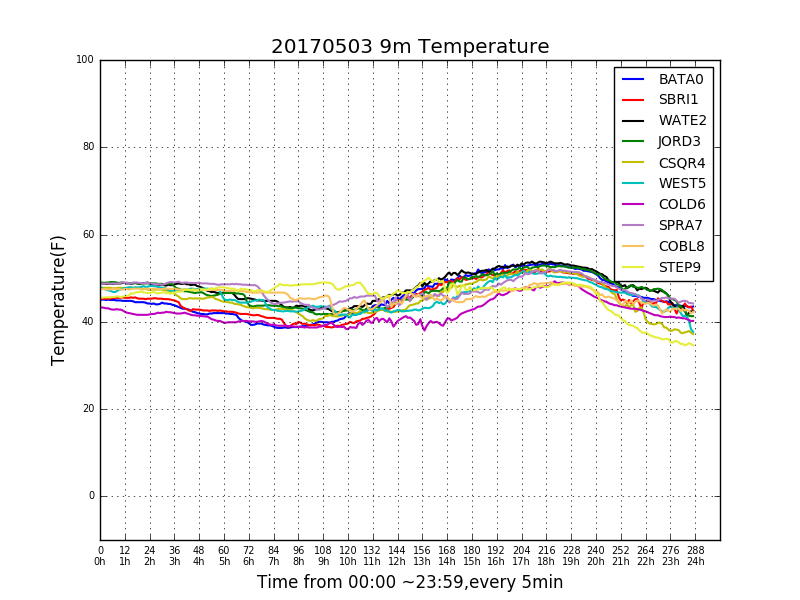 20170503 9m Temperature
100
80
60
40
20
0
Temperature(F)
BATA0
SBRI1
WATE2
JORD3
CSQR4
WEST5
COLD6
SPRA7
COBL8
STEP9
0 12 24 36 48 60 72 84 96 108 120 132 144 156 168 180 192 204 216 228 240 252 264 276 288
0h 1h 2h 3h 4h 5h 6h 7h 8h 9h 10h 11h 12h 13h 14h 15h 16h 17h 18h 19h 20h 21h 22h 23h 24h
Time from 00:00 ~23:59,every 5min